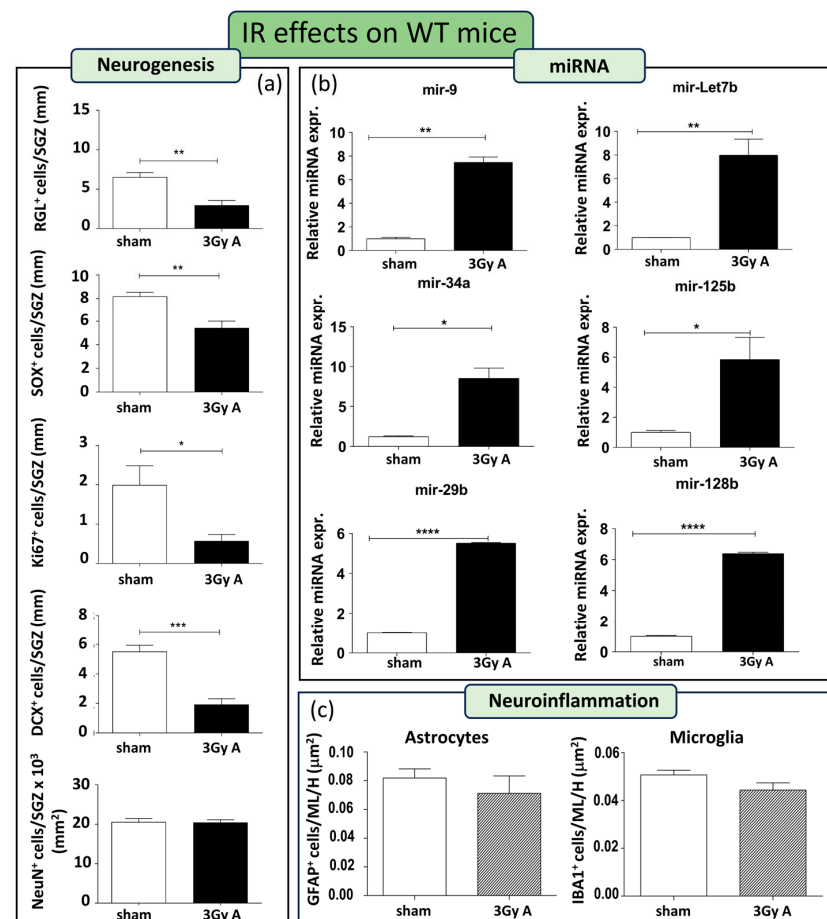 IR effects on WT mice
Neurogenesis
(a)
RGL⁺ cells/SGZ (mm)
15
10
5
0
**
sham
3Gy A
SOX⁺ cells/SGZ (mm)
10
8
6
4
2
0
**
sham
3Gy A
Ki67⁺ cells/SGZ (mm)
3
2
1
0
*
sham
3Gy A
DCX⁺ cells/SGZ (mm)
8
6
4
2
0
***
sham
3Gy A
NeuN⁺ cells/SGZ x 10³
(mm²)
30
20
10
0
sham
3Gy A
(b)
miRNA
mir-9
Relative miRNA expr.
10
8
6
4
2
0
**
sham
3Gy A
mir-Let7b
Relative miRNA expr.
10
8
6
4
2
0
**
sham
3Gy A
mir-34a
Relative miRNA expr.
15
10
5
0
*
sham
3Gy A
mir-125b
Relative miRNA expr.
8
6
4
2
0
*
sham
3Gy A
mir-29b
Relative miRNA expr.
6
4
2
0
****
sham
3Gy A
mir-128b
Relative miRNA expr.
8
6
4
2
0
****
sham
3Gy A
(c)
Neuroinflammation
Astrocytes
GFAP⁺ cells/ML/H (μm²)
0.10
0.08
0.06
0.04
0.02
0.00
sham
3Gy A
Microglia
IBA1⁺ cells/ML/H (μm²)
0.06
0.04
0.02
0.00
sham
3Gy A